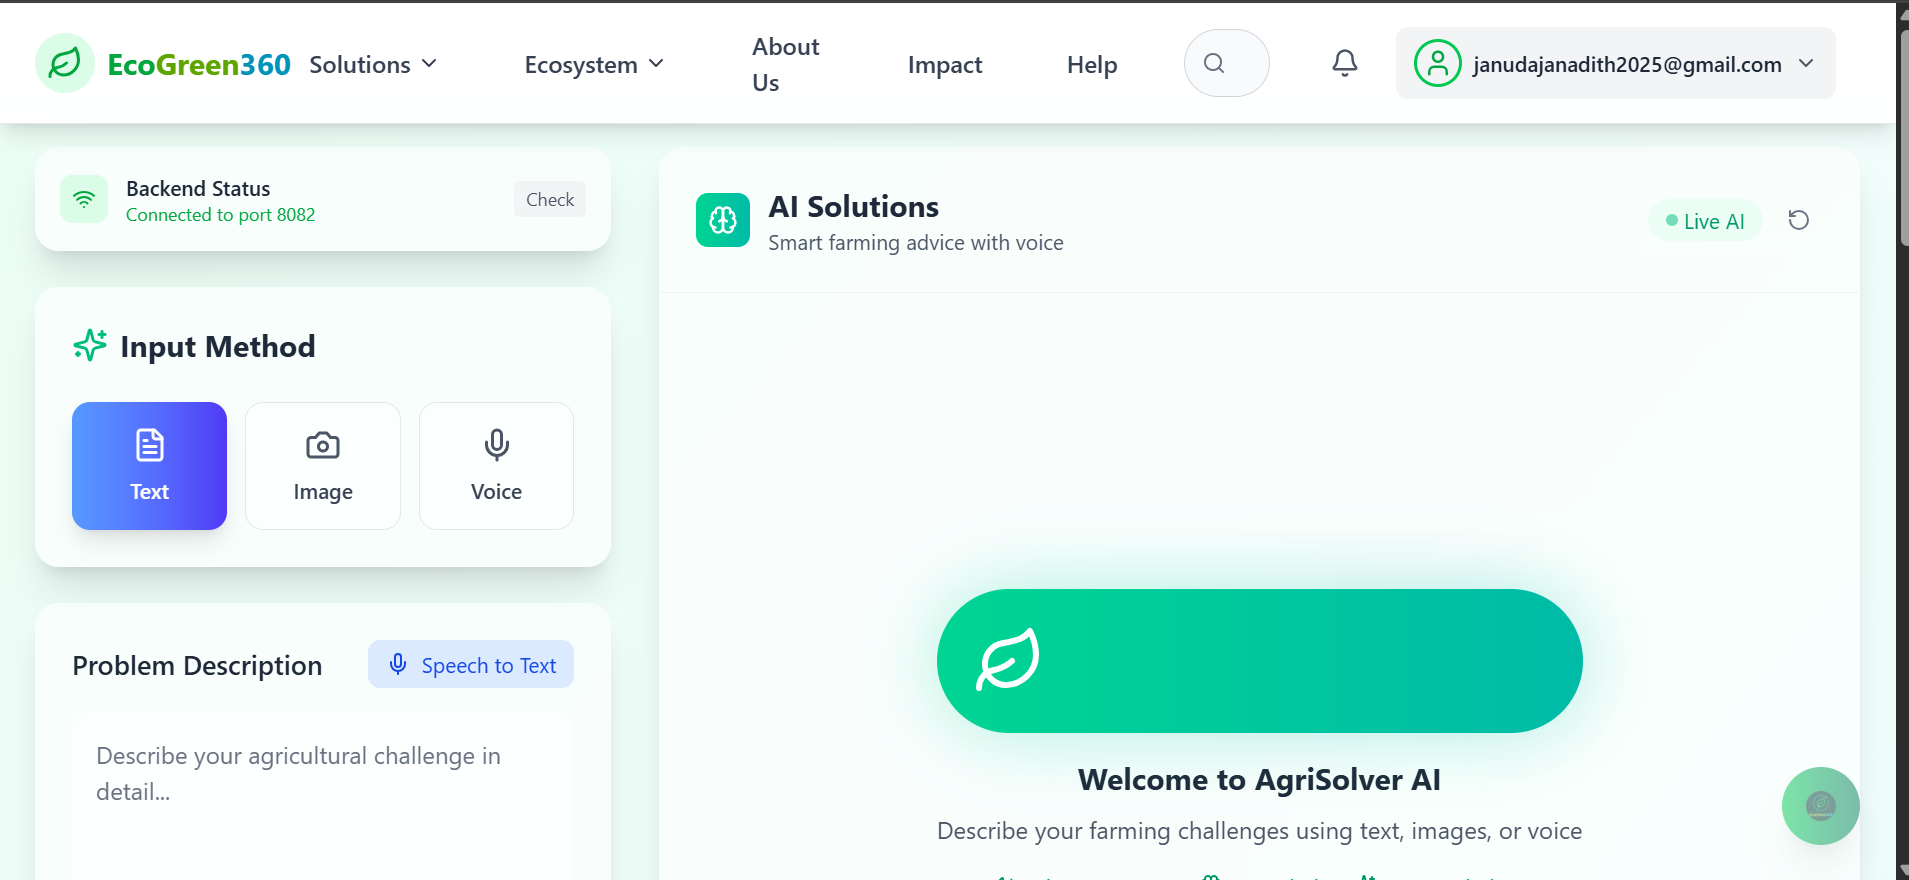 EcoGreen360
Solutions
Ecosystem
About
Us
Impact
Help
janudajanadith2025@gmail.com
Backend Status
Connected to port 8082
Check
Input Method
Text
Image
Voice
Problem Description
Speech to Text
Describe your agricultural challenge in
detail...
AI Solutions
Smart farming advice with voice
Live AI
Welcome to AgriSolver AI
Describe your farming challenges using text, images, or voice